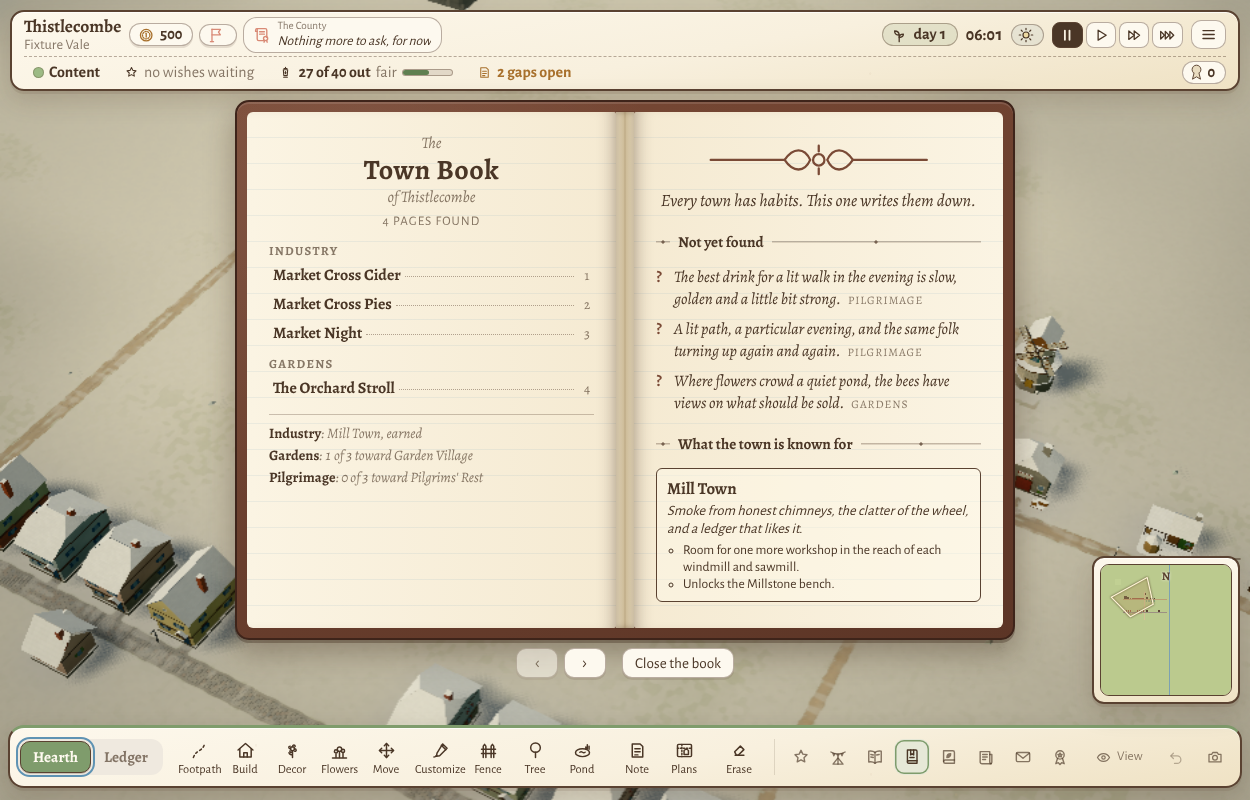 Thistlecombe
Fixture Vale
500
The County
Nothing more to ask, for now
day 1
06:01
Content
no wishes waiting
27 of 40 out fair
2 gaps open
0
The
Town Book
of Thistlecombe
4 PAGES FOUND
INDUSTRY
Market Cross Cider 1
Market Cross Pies 2
Market Night 3
GARDENS
The Orchard Stroll 4
Industry: Mill Town, earned
Gardens: 1 of 3 toward Garden Village
Pilgrimage: 0 of 3 toward Pilgrims' Rest
Every town has habits. This one writes them down.
Not yet found
? The best drink for a lit walk in the evening is slow,
golden and a little bit strong. PILGRIMAGE
? A lit path, a particular evening, and the same folk
turning up again and again. PILGRIMAGE
? Where flowers crowd a quiet pond, the bees have
views on what should be sold. GARDENS
What the town is known for
Mill Town
Smoke from honest chimneys, the clatter of the wheel,
and a ledger that likes it.
Room for one more workshop in the reach of each
windmill and sawmill.
Unlocks the Millstone bench.
N
‹
›
Close the book
Hearth
Ledger
Footpath
Build
Decor
Flowers
Move
Customize
Fence
Tree
Pond
Note
Plans
Erase
View